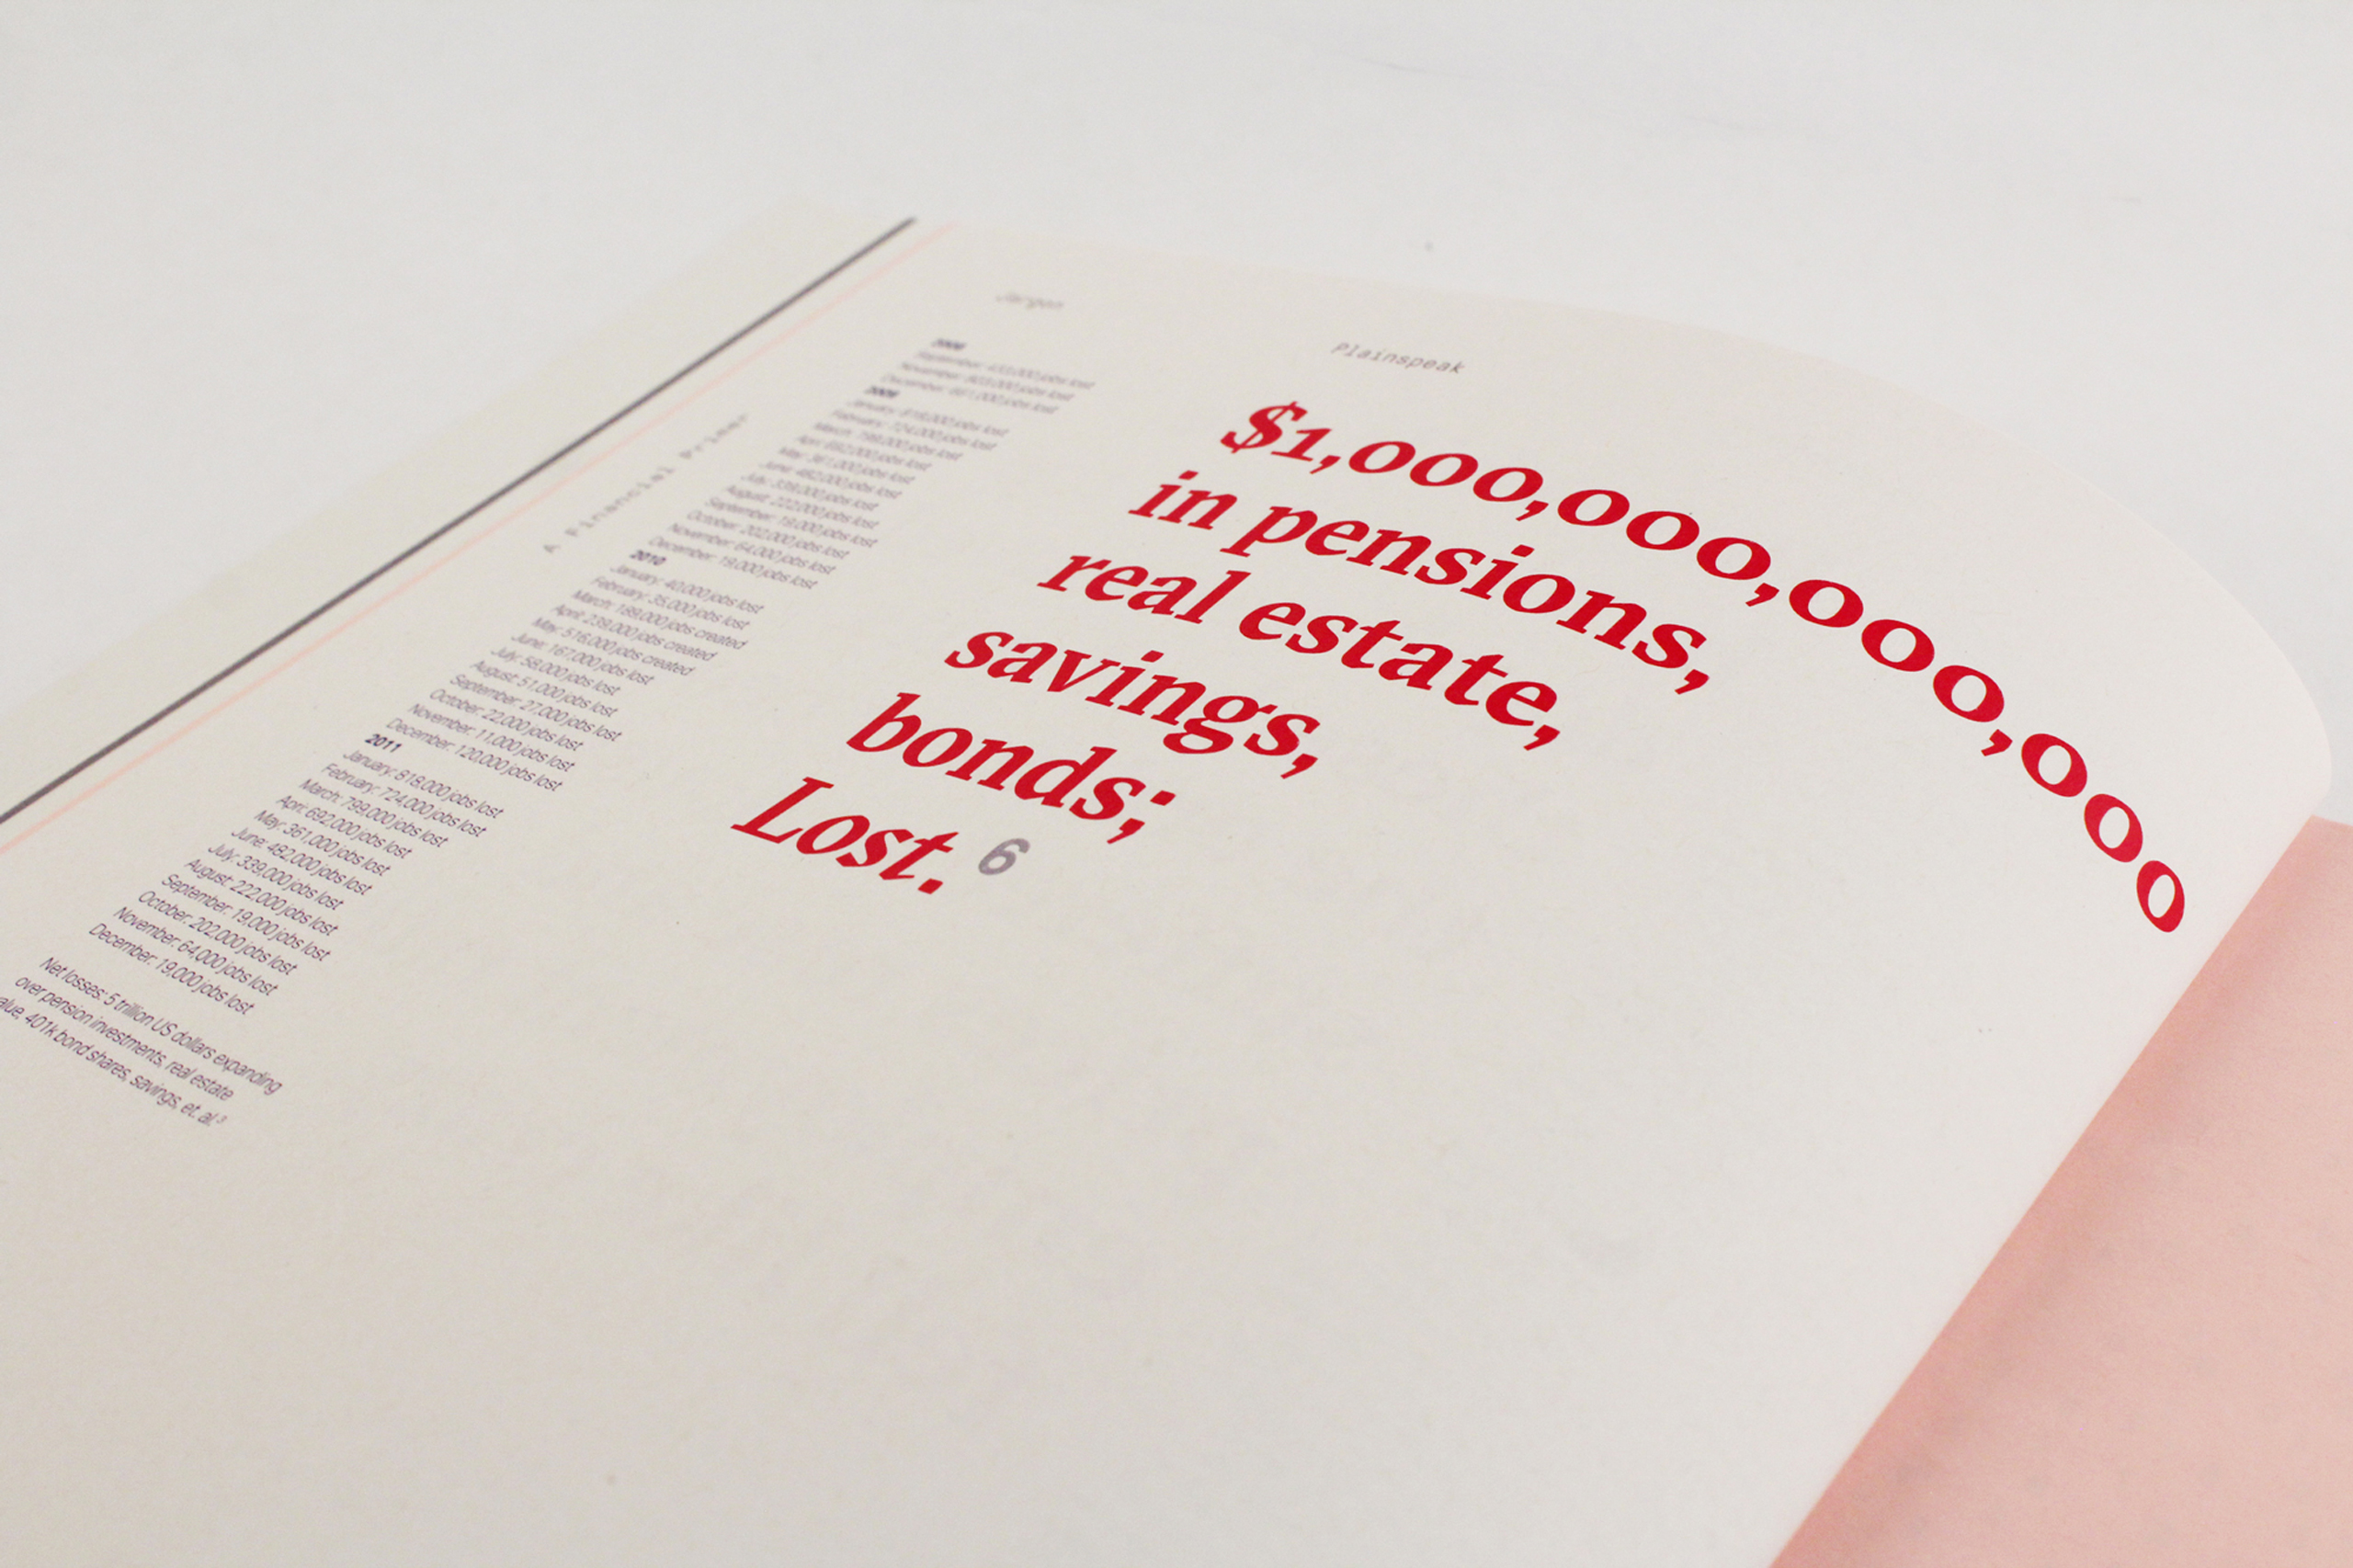 Jargon
2008
September: jobs lost
November: jobs lost
December: jobs lost
2009
January: 818,000 jobs lost
February: 724,000 jobs lost
March: 799,000 jobs lost
April: 692,000 jobs lost
May: 361,000 jobs lost
June: 482,000 jobs lost
July: 339,000 jobs lost
August: 222,000 jobs lost
September: 19,000 jobs lost
October: 202,000 jobs lost
November: 64,000 jobs lost
December: 19,000 jobs lost
2010
January: 40,000 jobs lost
February: 35,000 jobs lost
March: 189,000 jobs created
April: 239,000 jobs created
May: 516,000 jobs created
June: 167,000 jobs lost
July: 58,000 jobs lost
August: 51,000 jobs lost
September: 27,000 jobs lost
October: 22,000 jobs lost
November: 11,000 jobs lost
December: 120,000 jobs lost
2011
January: 818,000 jobs lost
February: 724,000 jobs lost
March: 799,000 jobs lost
April: 692,000 jobs lost
May: 361,000 jobs lost
June: 482,000 jobs lost
July: 339,000 jobs lost
August: 222,000 jobs lost
September: 19,000 jobs lost
October: 202,000 jobs lost
November: 64,000 jobs lost
December: 19,000 jobs lost
Net losses: 5 trillion US dollars expanding
over pension investments, real estate
401k bond shares, savings, et. al.³
A Financial Primer
Plainspeak
$1,000,000,000,000
in pensions,
real estate,
savings,
bonds;
Lost. 6